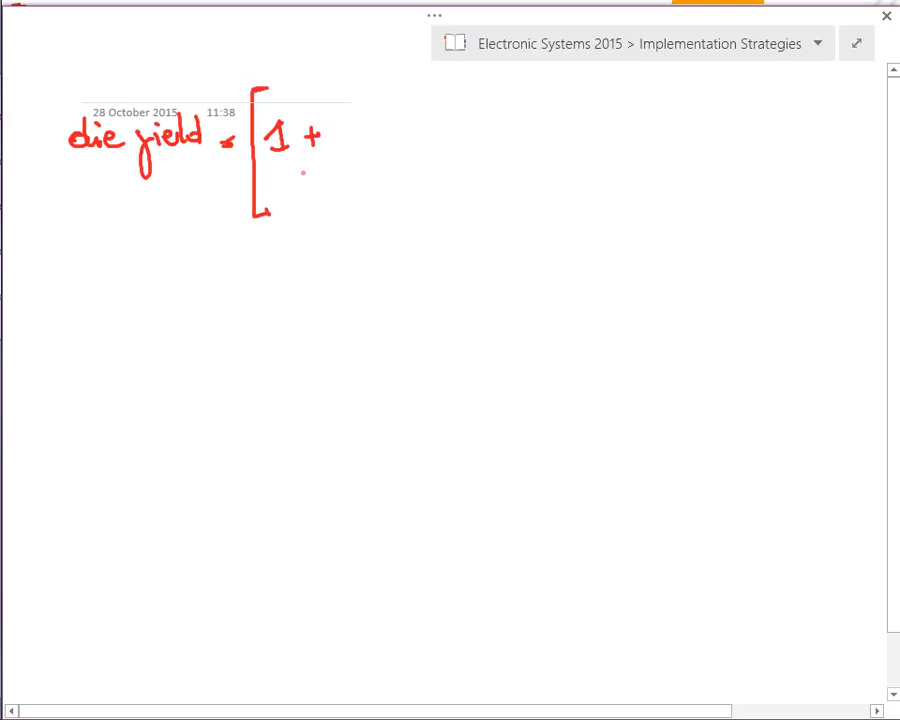 Electronic Systems 2015 > Implementation Strategies
28 October 2015 11:38
die yield = [ 1 +